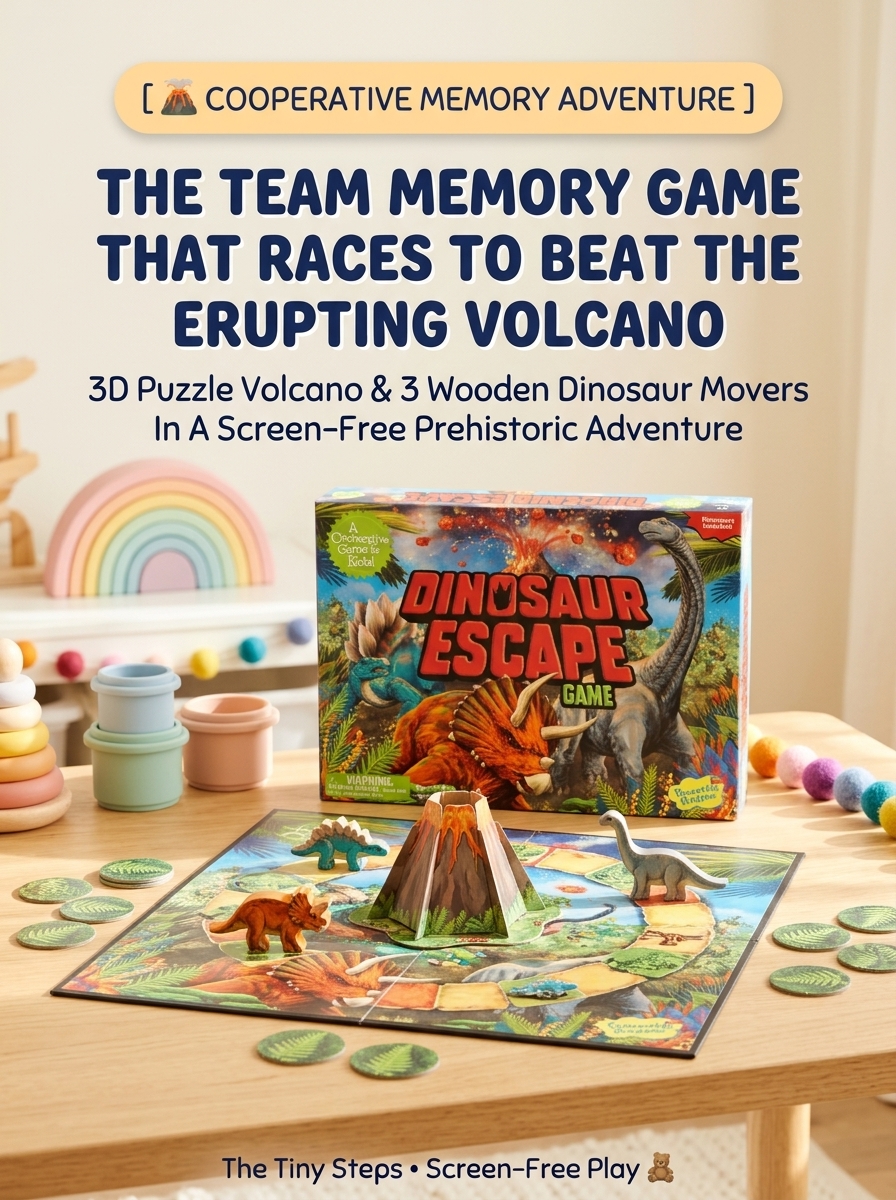 [ 🌋 COOPERATIVE MEMORY ADVENTURE ]
THE TEAM MEMORY GAME
THAT RACES TO BEAT THE
ERUPTING VOLCANO
3D Puzzle Volcano & 3 Wooden Dinosaur Movers
In A Screen-Free Prehistoric Adventure
A
Game
DINOSAUR
ESCAPE
GAME
The Tiny Steps • Screen-Free Play 🧸